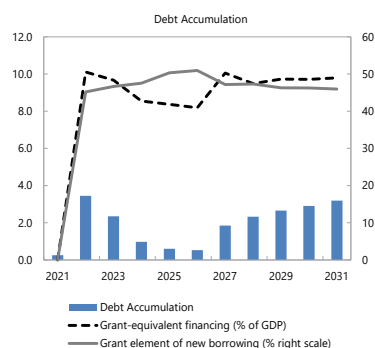 Debt Accumulation
12.0 60
10.0 50
8.0 40
6.0 30
4.0 20
2.0 10
0.0 0
2021 2023 2025 2027 2029 2031
Debt Accumulation
Grant-equivalent financing (% of GDP)
Grant element of new borrowing (% right scale)